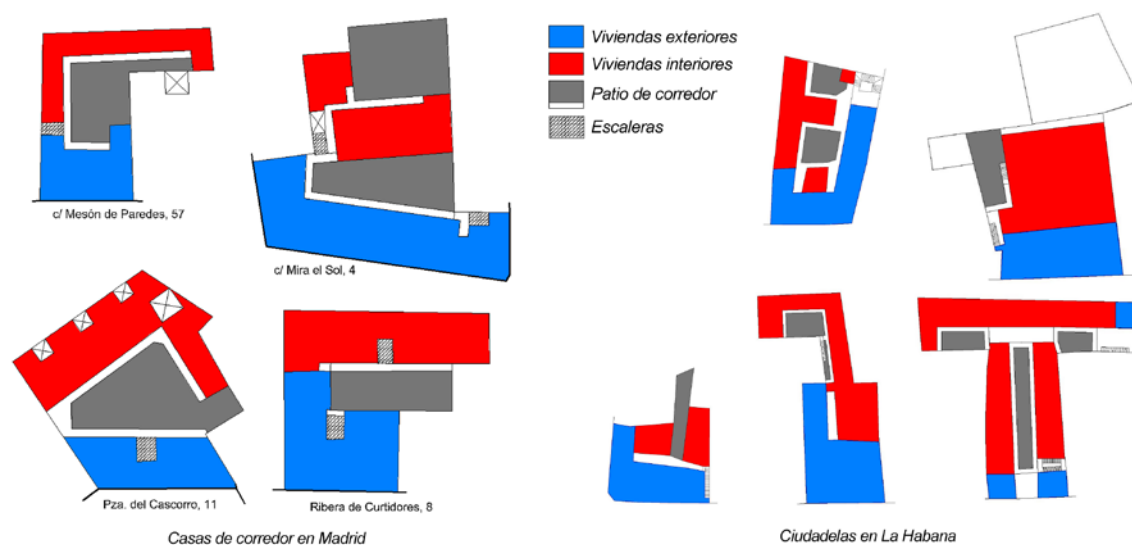 Viviendas exteriores
Viviendas interiores
Patio de corredor
Escaleras
c/ Mesón de Paredes, 57
c/ Mira el Sol, 4
Pza. del Cascorro, 11
Ribera de Curtidores, 8
Casas de corredor en Madrid
Ciudadelas en La Habana